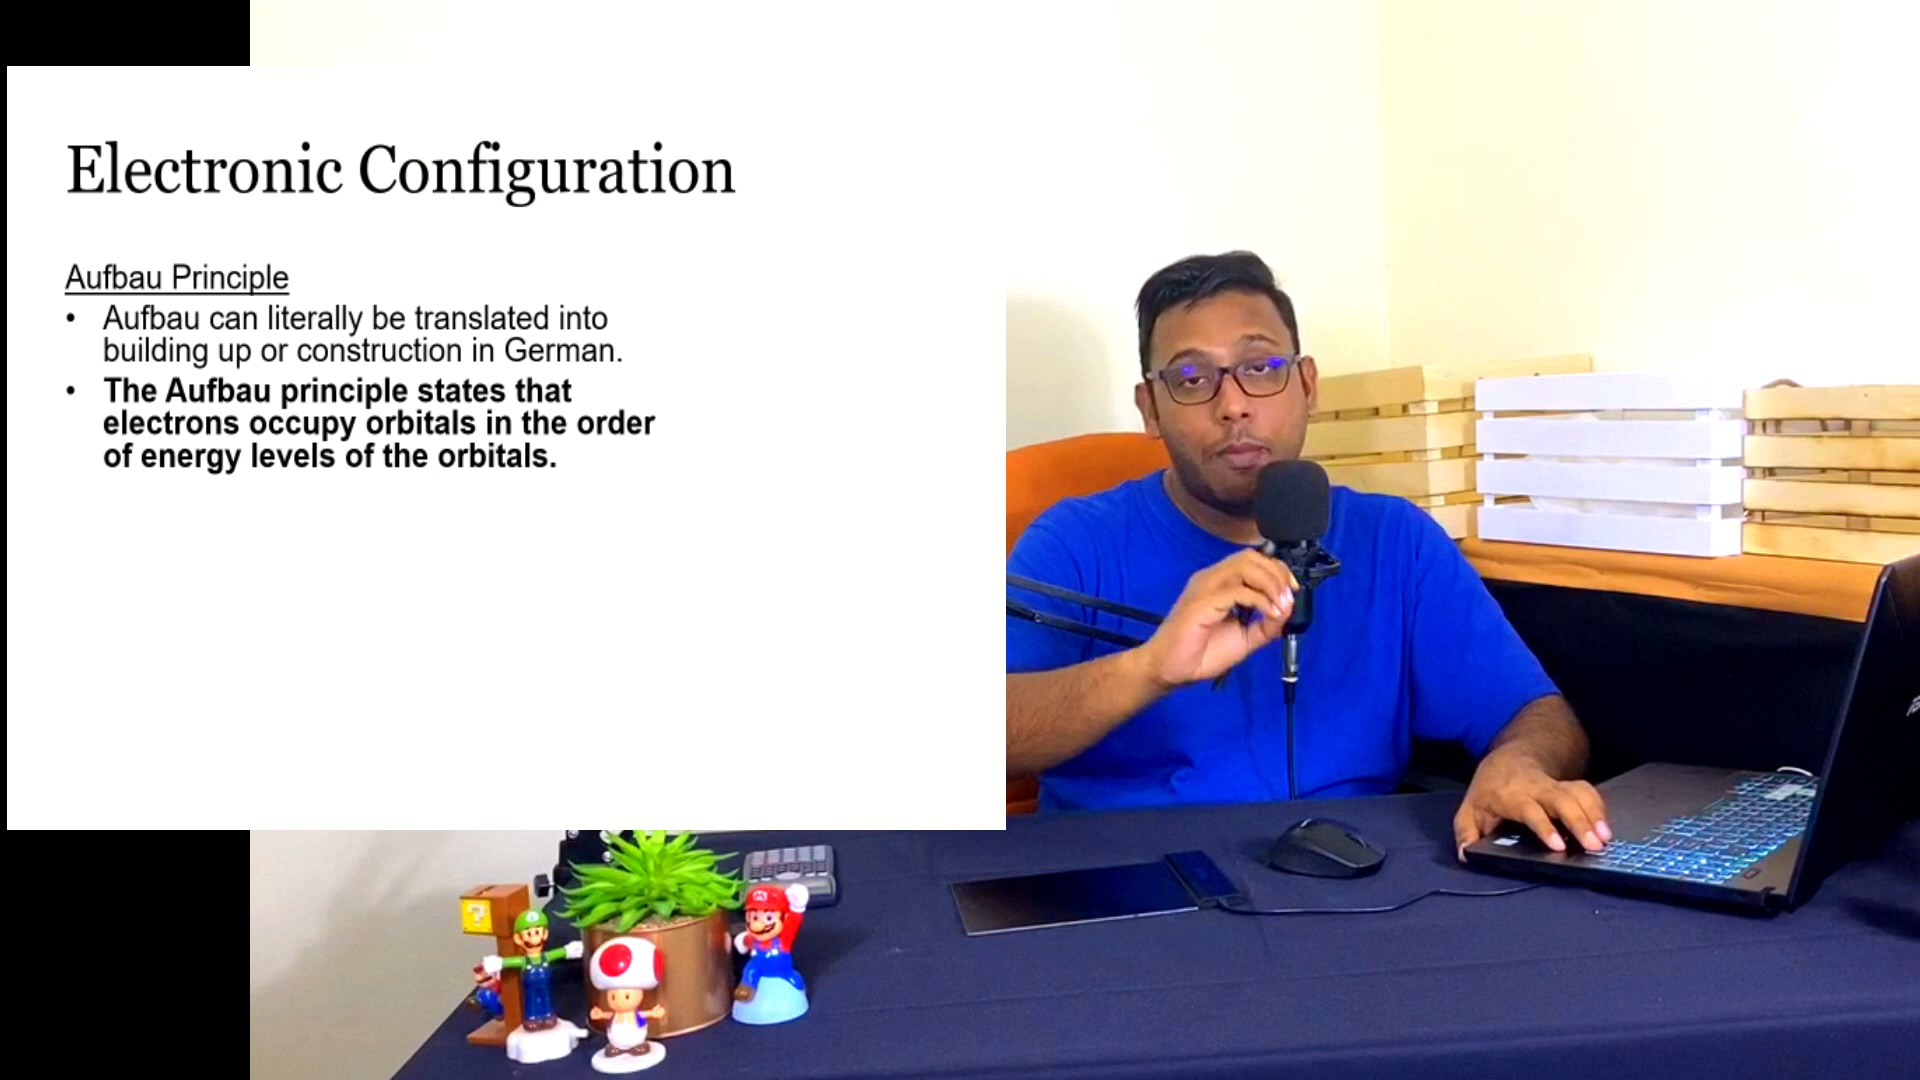 Electronic Configuration
Aufbau Principle
• Aufbau can literally be translated into
building up or construction in German.
• The Aufbau principle states that
electrons occupy orbitals in the order
of energy levels of the orbitals.